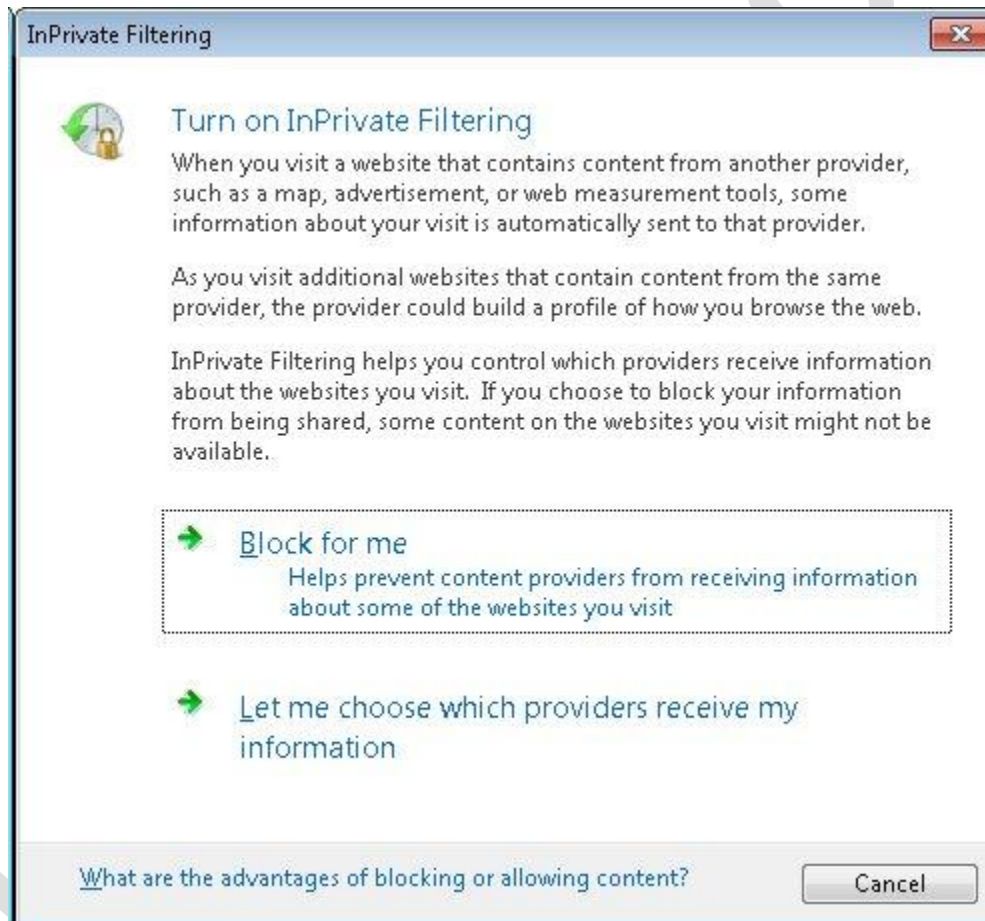 InPrivate Filtering
Turn on InPrivate Filtering
When you visit a website that contains content from another provider,
such as a map, advertisement, or web measurement tools, some
information about your visit is automatically sent to that provider.
As you visit additional websites that contain content from the same
provider, the provider could build a profile of how you browse the web.
InPrivate Filtering helps you control which providers receive information
about the websites you visit. If you choose to block your information
from being shared, some content on the websites you visit might not be
available.
Block for me
Helps prevent content providers from receiving information
about some of the websites you visit
Let me choose which providers receive my
information
What are the advantages of blocking or allowing content?
Cancel